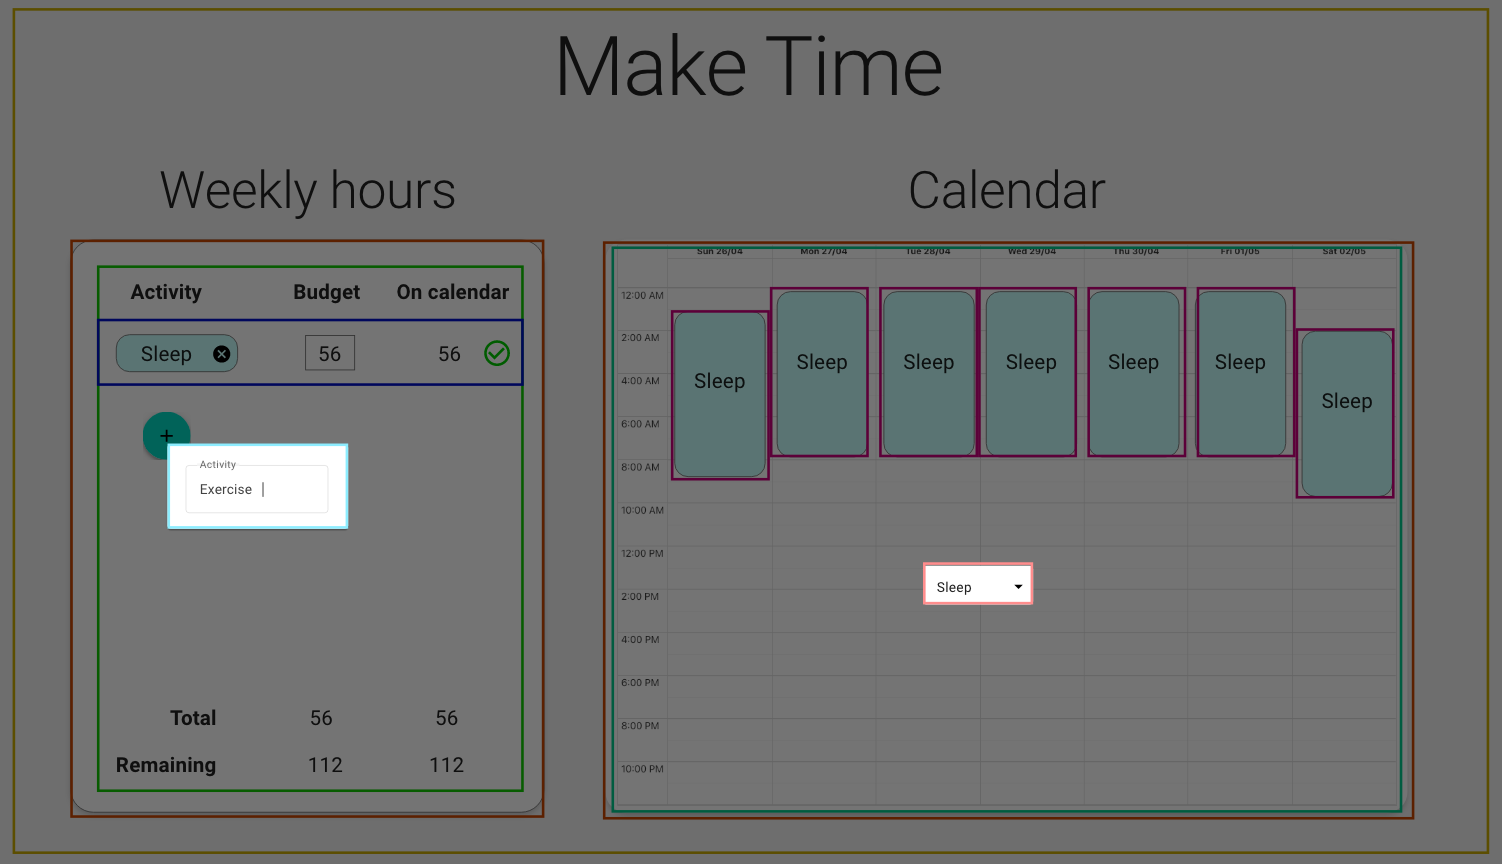 Make Time
Weekly hours
Calendar
Activity Budget On calendar
Sleep 56 56
+
Activity
Exercise
Total 56 56
Remaining 112 112
Sun 26/04 Mon 27/04 Tue 28/04 Wed 29/04 Thu 30/04 Fri 01/05 Sat 02/05
12:00 AM
2:00 AM
Sleep Sleep Sleep Sleep Sleep
4:00 AM
Sleep
Sleep
6:00 AM
8:00 AM
10:00 AM
12:00 PM
Sleep
2:00 PM
4:00 PM
6:00 PM
8:00 PM
10:00 PM